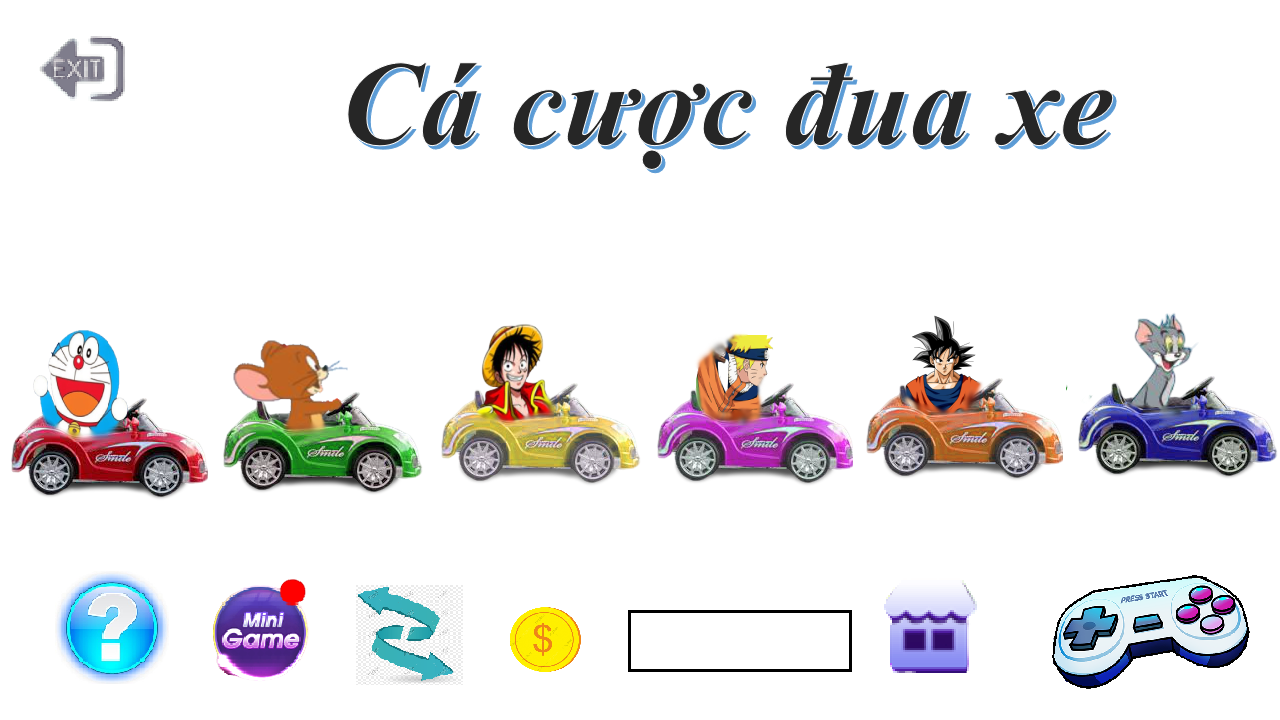 EXIT
Cá cược đua xe
Smile
Smile
Smile
Smile
Smile
Smile
?
Mini
Game
$
PRESS START